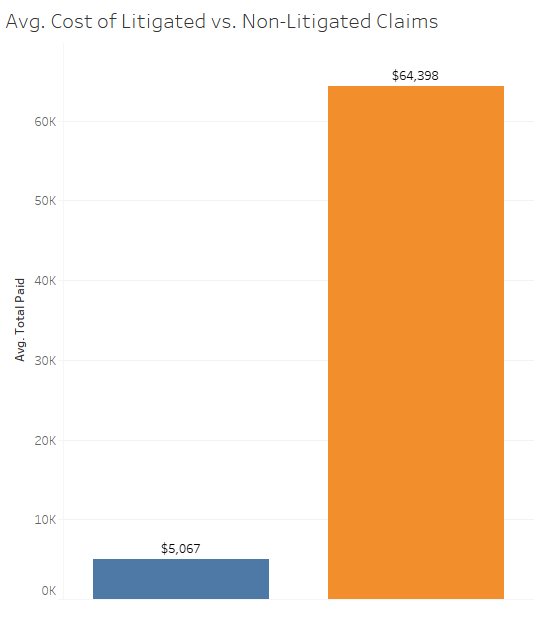 Avg. Cost of Litigated vs. Non-Litigated Claims
$64,398
60K
50K
40K
Avg. Total Paid
30K
20K
10K
$5,067
0K